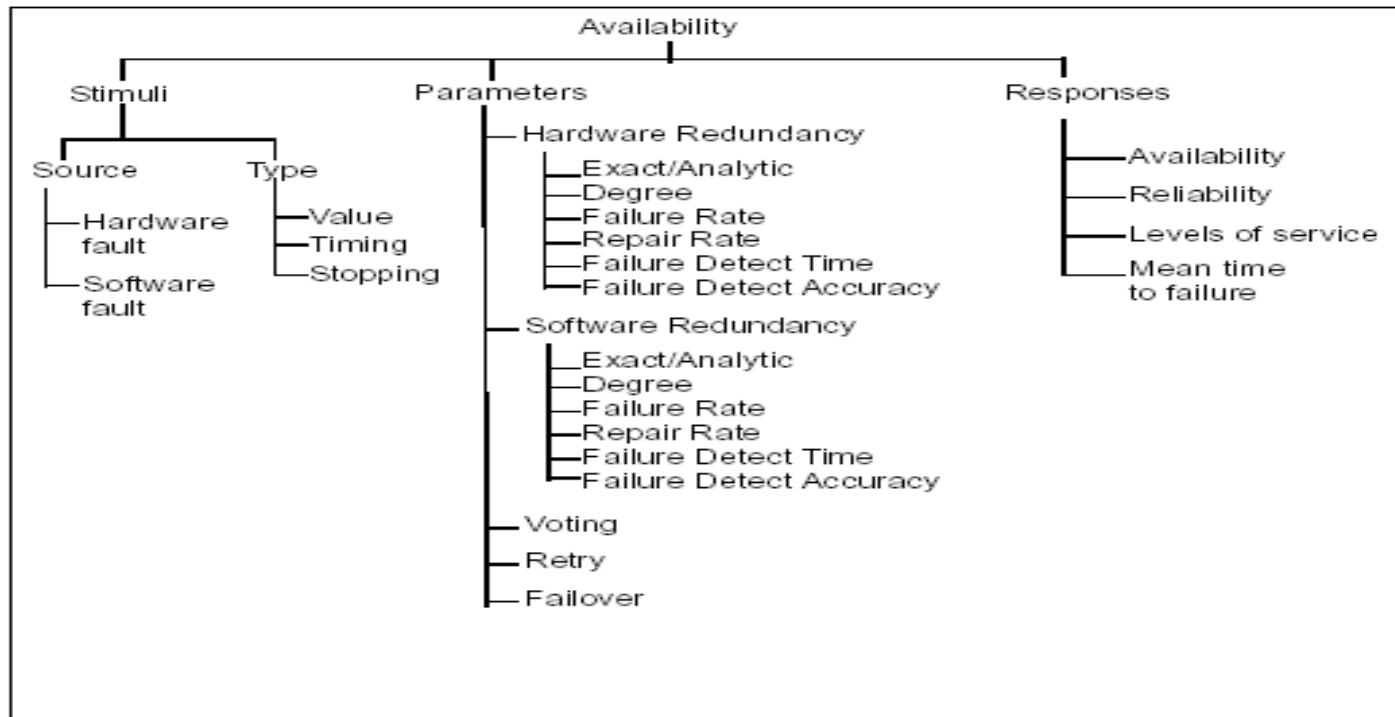 Availability
Stimuli
Parameters
Responses
Source
Type
Hardware
fault
Software
fault
Value
Timing
Stopping
Hardware Redundancy
Exact/Analytic
Degree
Failure Rate
Repair Rate
Failure Detect Time
Failure Detect Accuracy
Software Redundancy
Exact/Analytic
Degree
Failure Rate
Repair Rate
Failure Detect Time
Failure Detect Accuracy
Voting
Retry
Failover
Availability
Reliability
Levels of service
Mean time
to failure